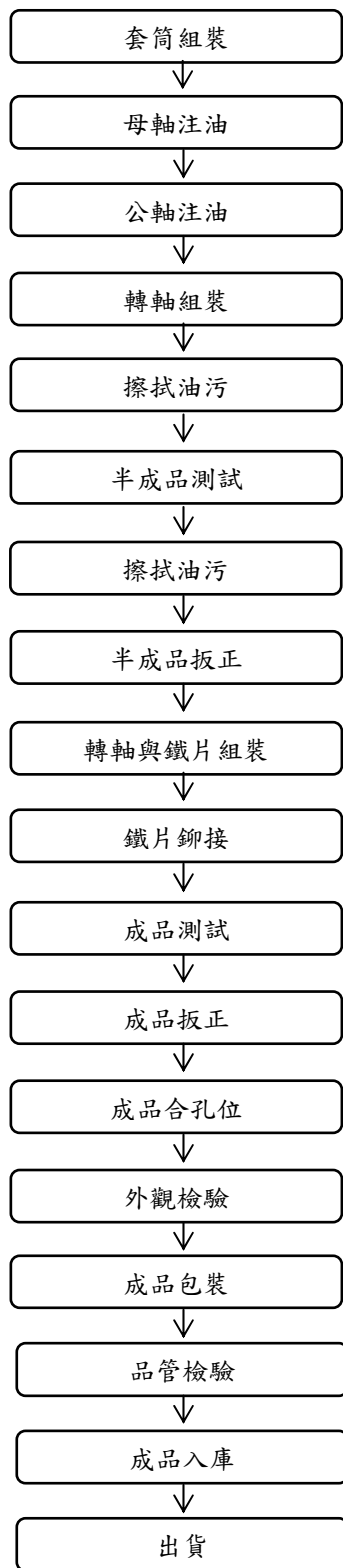 套筒組裝
母軸注油
公軸注油
轉軸組裝
擦拭油污
半成品測試
擦拭油污
半成品扳正
轉軸與鐵片組裝
鐵片鉚接
成品測試
成品扳正
成品合孔位
外觀檢驗
成品包裝
品管檢驗
成品入庫
出貨